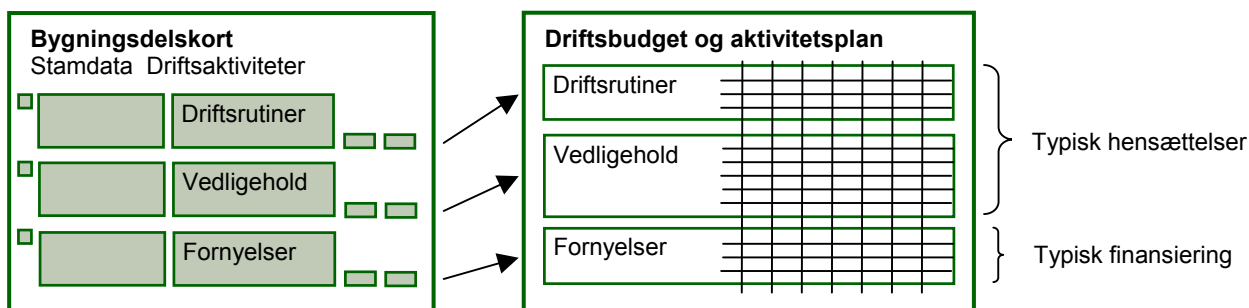 Bygningsdelskort
Stamdata Driftsaktiviteter
Driftsrutiner
Vedligehold
Fornyelser
Driftsbudget og aktivitetsplan
Driftsrutiner
Vedligehold
Fornyelser
Typisk hensættelser
Typisk finansiering